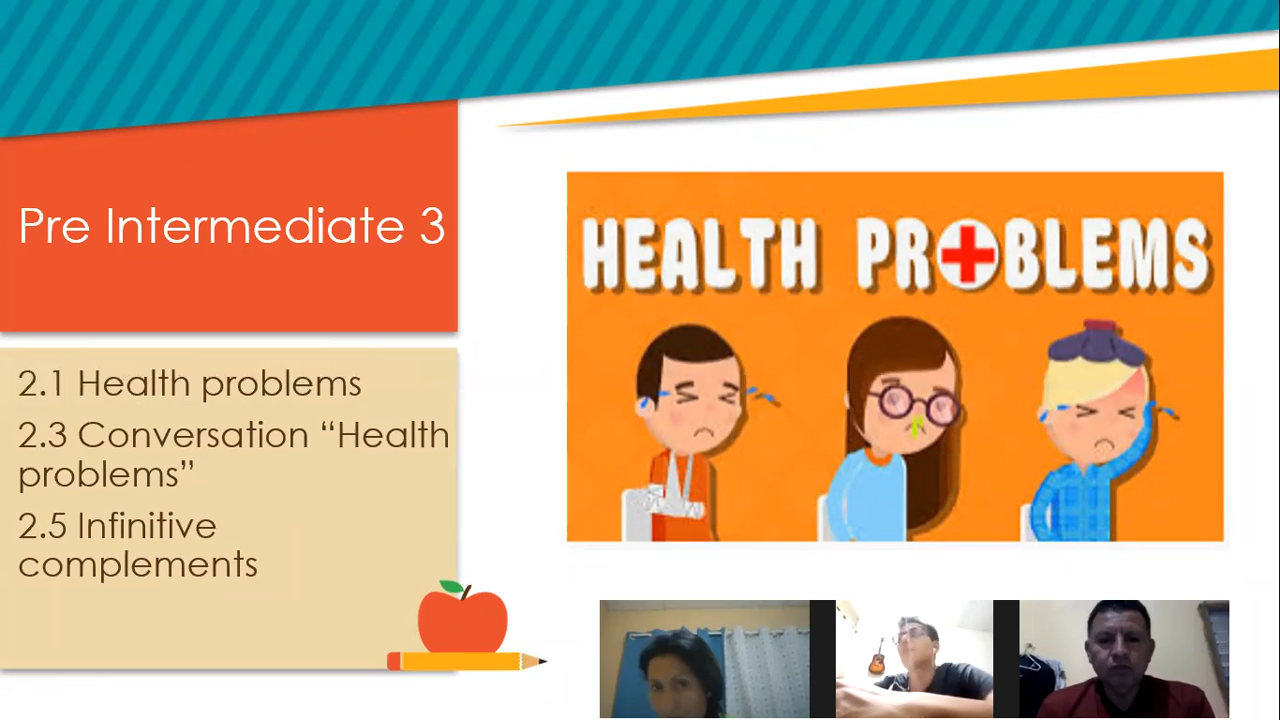 Pre Intermediate 3
2.1 Health problems
2.3 Conversation “Health
problems”
2.5 Infinitive
complements
HEALTH PROBLEMS